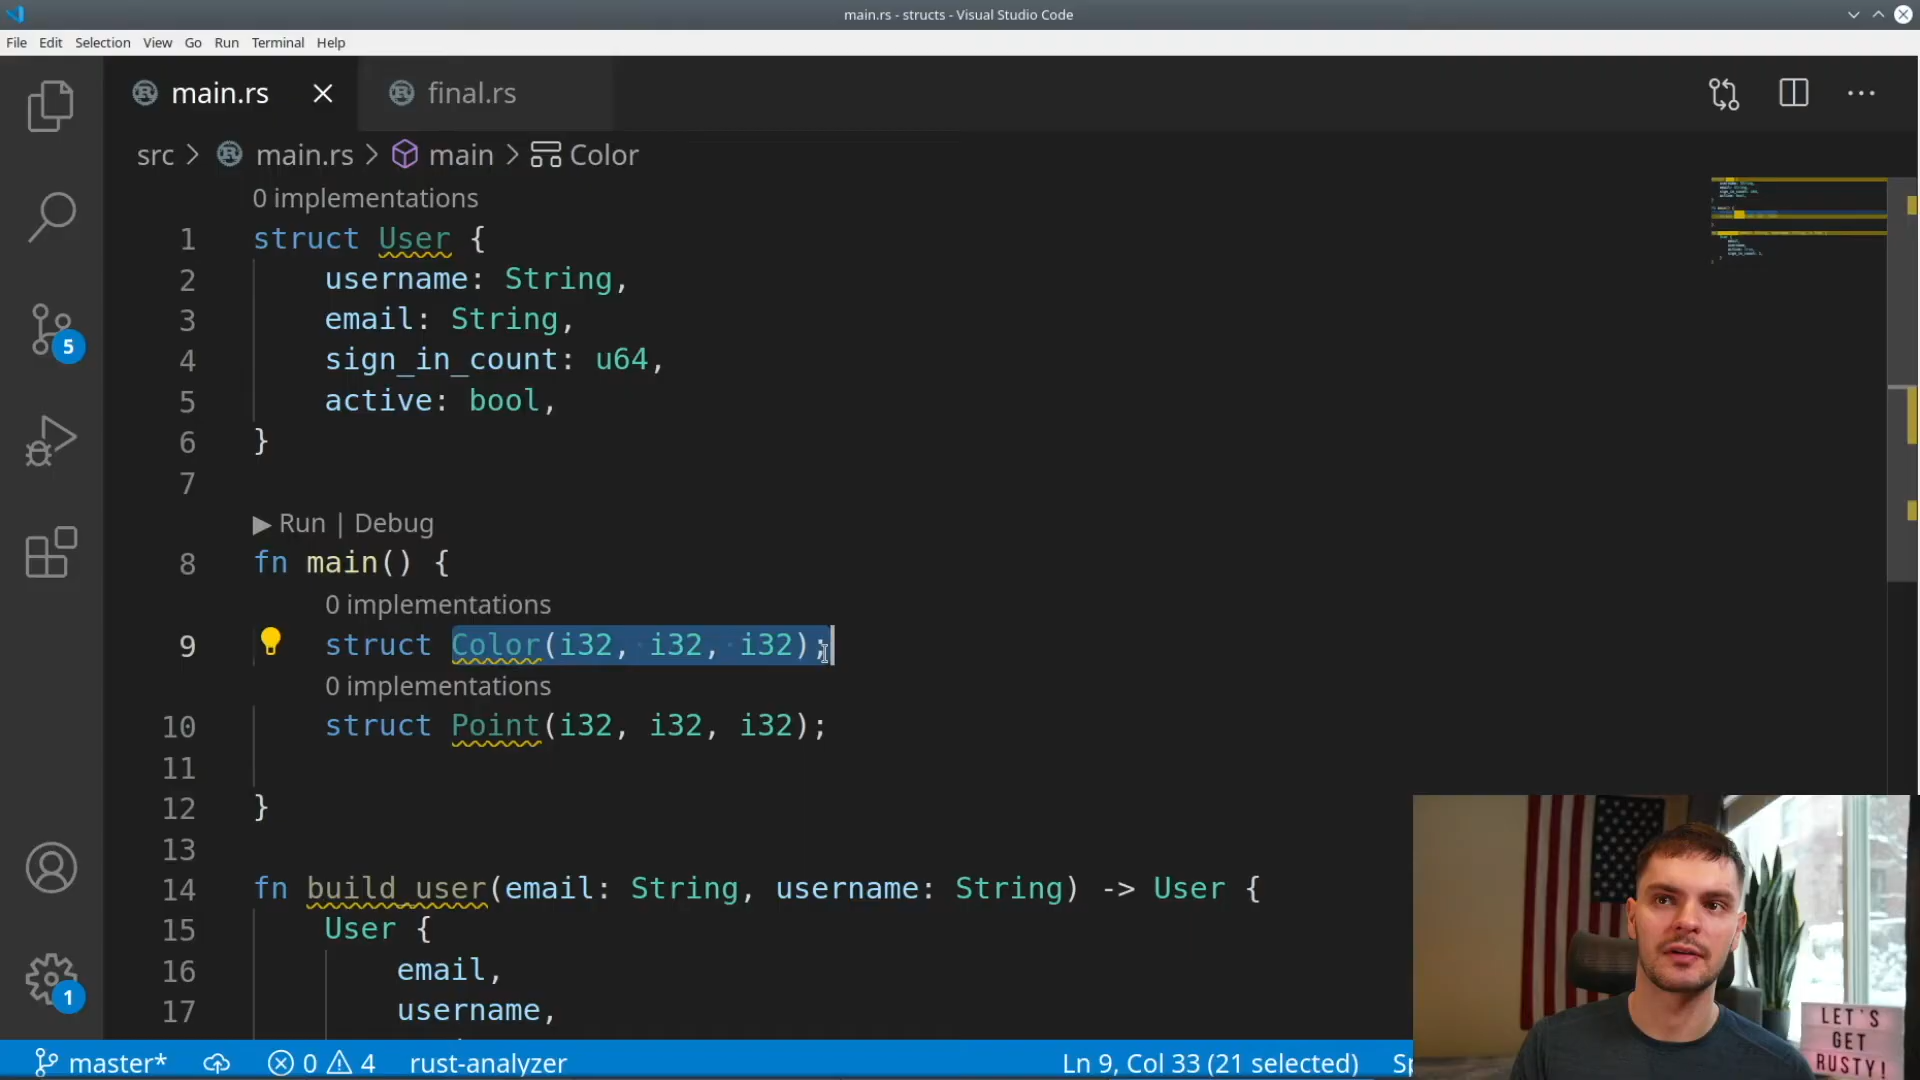 main.rs - structs - Visual Studio Code
File Edit Selection View Go Run Terminal Help
main.rs final.rs
src > main.rs > main > Color
0 implementations
1 struct User {
2 username: String,
3 email: String,
4 sign_in_count: u64,
5 active: bool,
6 }
7
Run | Debug
8 fn main() {
0 implementations
9 struct Color(i32, i32, i32);
0 implementations
10 struct Point(i32, i32, i32);
11
12 }
13
14 fn build_user(email: String, username: String) -> User {
15 User {
16 email,
17 username,
5
1
master* 0 4 rust-analyzer Ln 9, Col 33 (21 selected) Sp
LET'S
GET
RUSTY!